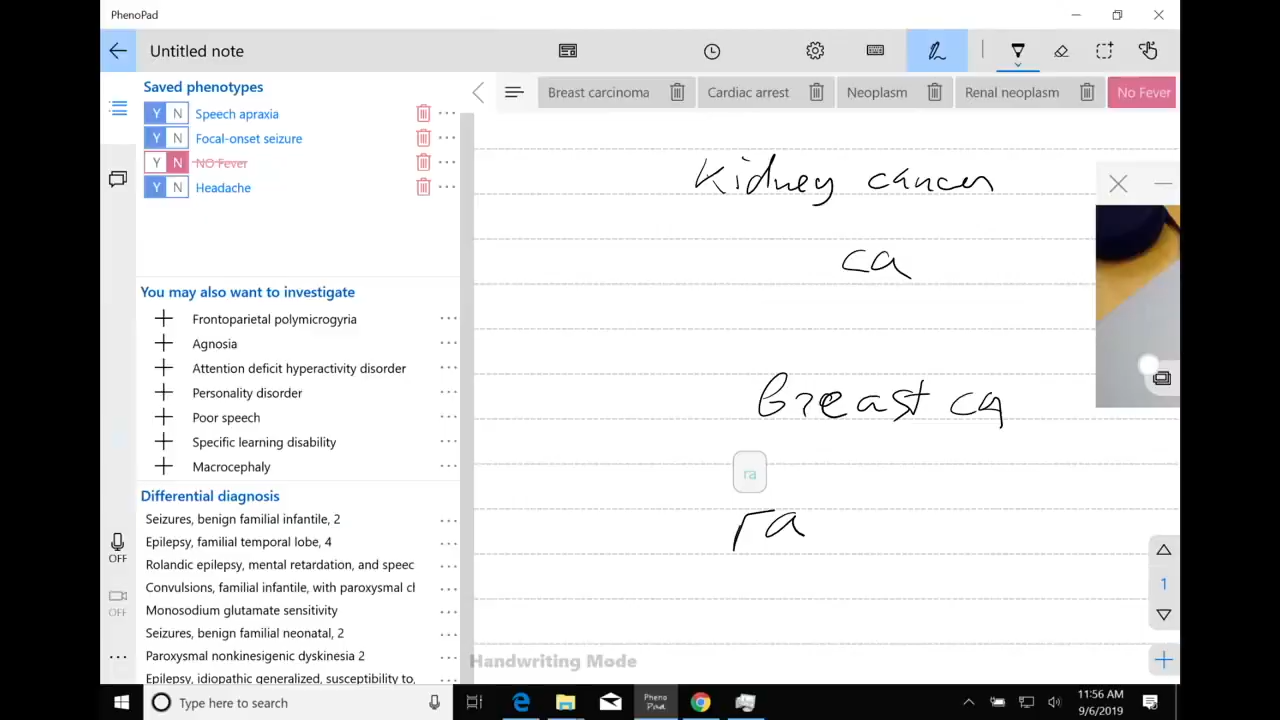 PhenoPad
Untitled note
Saved phenotypes
Y N Speech apraxia
Y N Focal-onset seizure
Y N NO Fever
Y N Headache
You may also want to investigate
Frontoparietal polymicrogyria
Agnosia
Attention deficit hyperactivity disorder
Personality disorder
Poor speech
Specific learning disability
Macrocephaly
Differential diagnosis
Seizures, benign familial infantile, 2
Epilepsy, familial temporal lobe, 4
Rolandic epilepsy, mental retardation, and speec
Convulsions, familial infantile, with paroxysmal cl
Monosodium glutamate sensitivity
Seizures, benign familial neonatal, 2
Paroxysmal nonkinesigenic dyskinesia 2
Epilepsy, idiopathic generalized, susceptibility to,
OFF
OFF
Breast carcinoma Cardiac arrest Neoplasm Renal neoplasm No Fever
Kidney cancer
ca
Breast ca
ra
ra
1
Handwriting Mode
Type here to search
Pheno
Pad
11:56 AM
9/6/2019